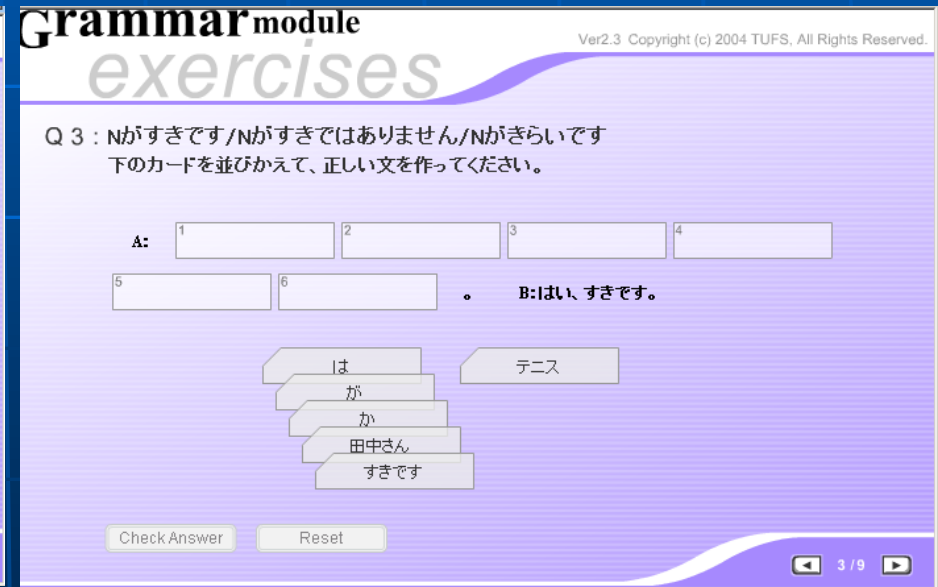 Grammar module
exercises
Ver2.3 Copyright (c) 2004 TUFS, All Rights Reserved.
Q 3 : Nがすきです/Nがすきではありません/Nがきらいです
下のカードを並びかえて、正しい文を作ってください。
A: 1 2 3 4
5 6 。 B:はい、すきです。
は テニス
が
か
田中さん
すきです
Check Answer Reset
3 / 9